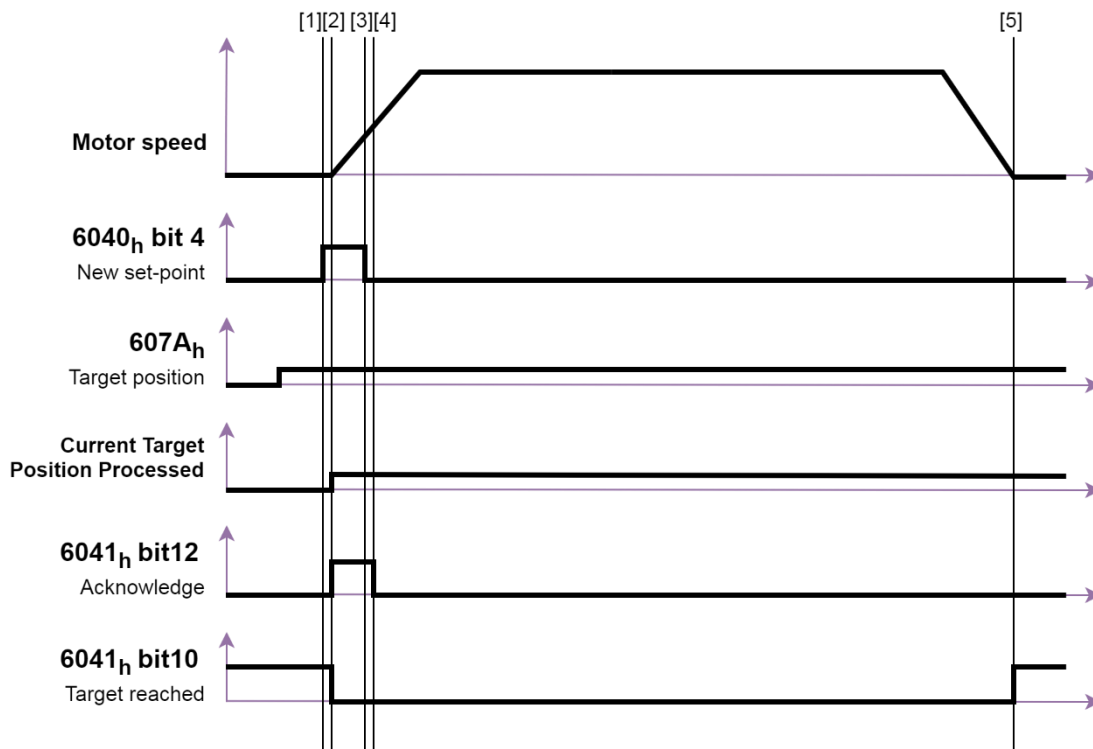 [1][2] [3][4] [5]
Motor speed
6040h bit 4
New set-point
607Ah
Target position
Current Target
Position Processed
6041h bit12
Acknowledge
6041h bit10
Target reached